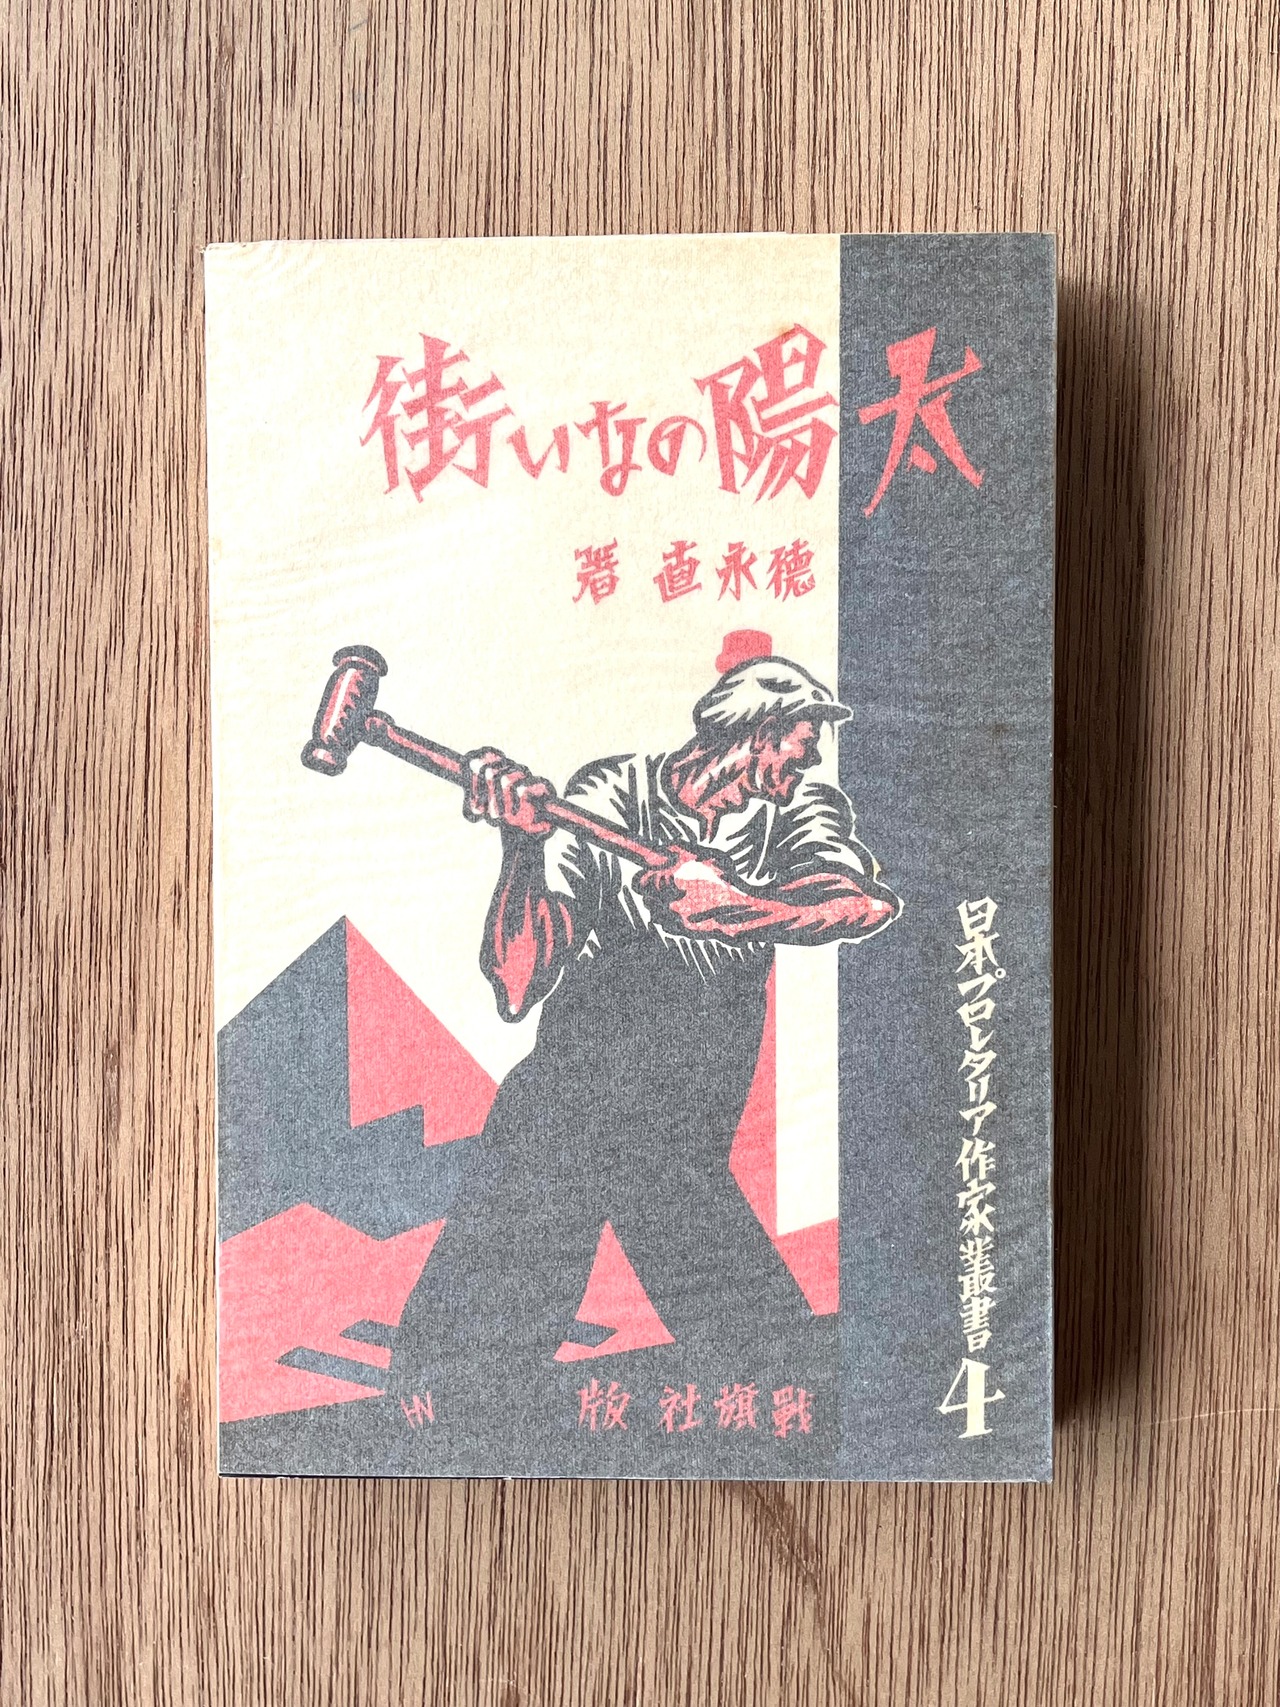 太陽のない街
徳永直 著
日本プロレタリア作家叢書4
戰旗社版
HN